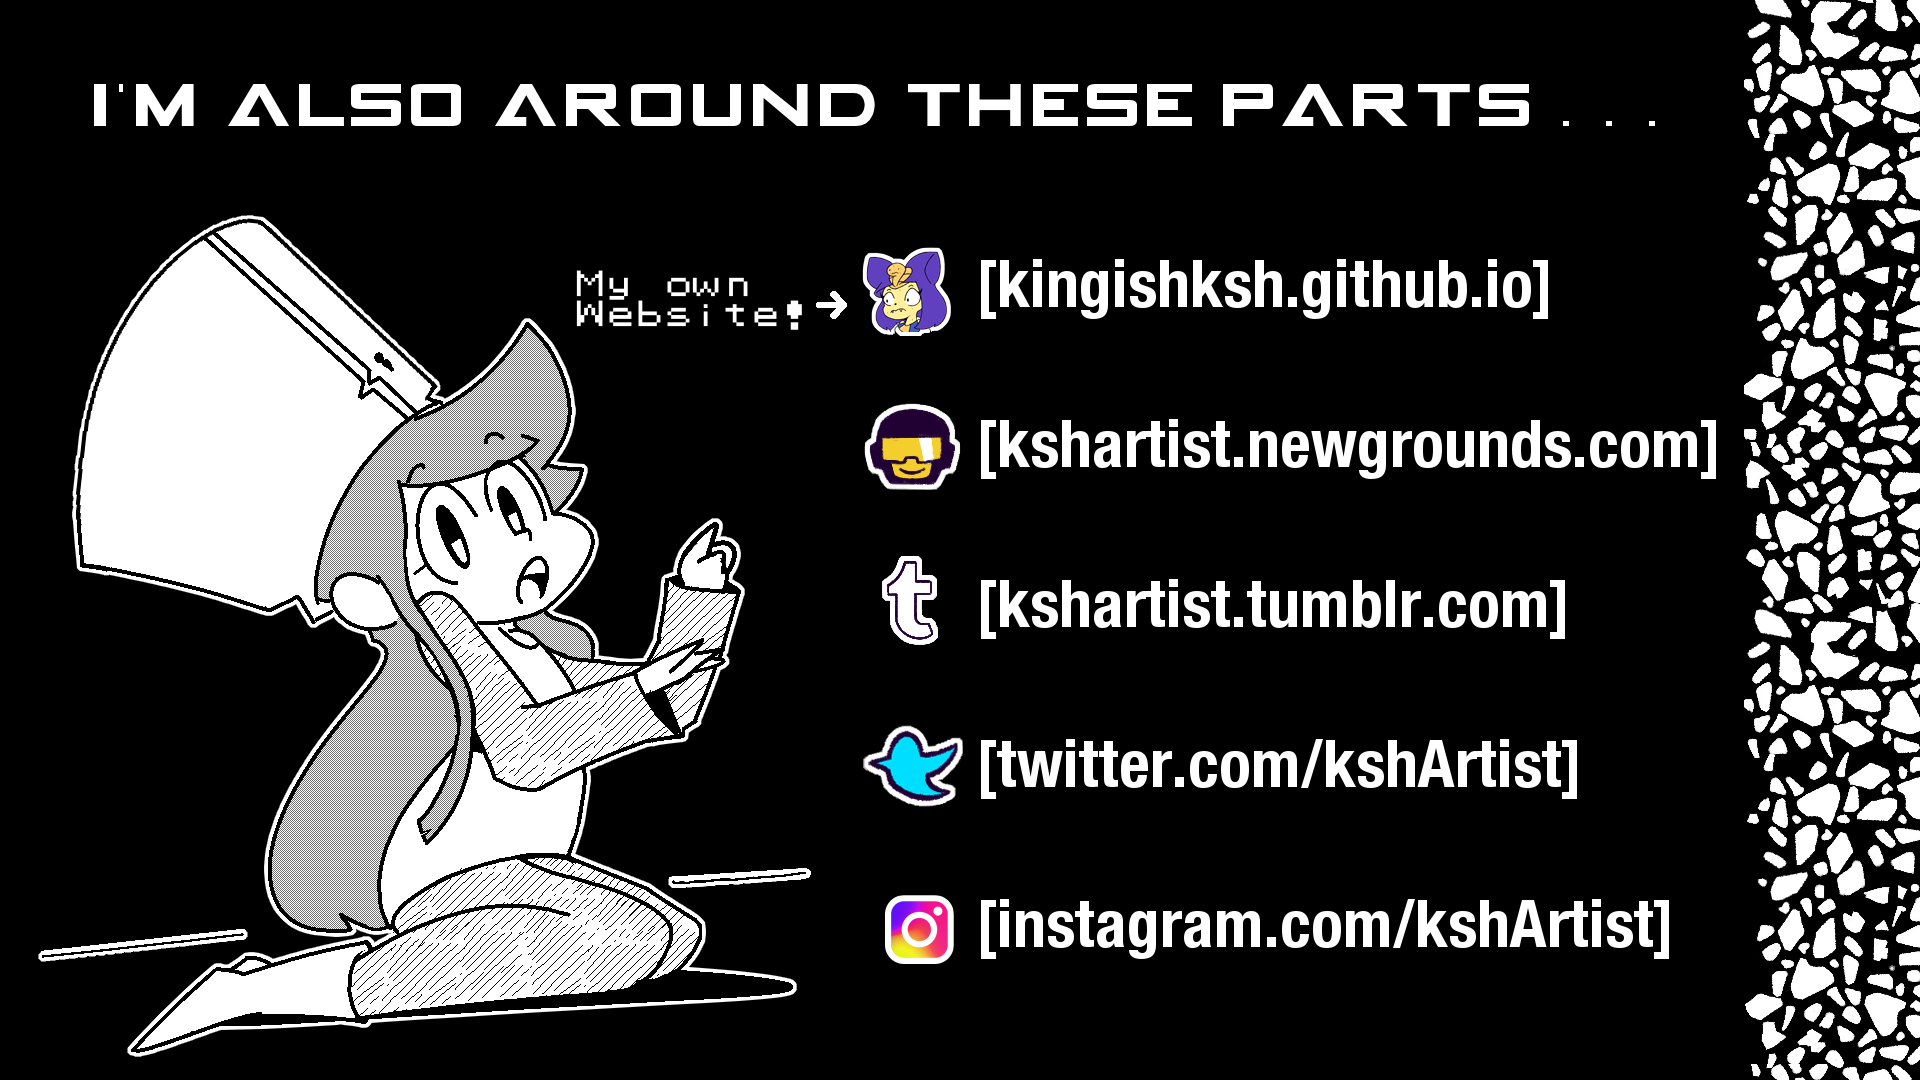 I'M ALSO AROUND THESE PARTS . . .
My own
Website! →
[kingishksh.github.io]
[kshartist.newgrounds.com]
[kshartist.tumblr.com]
[twitter.com/kshArtist]
[instagram.com/kshArtist]